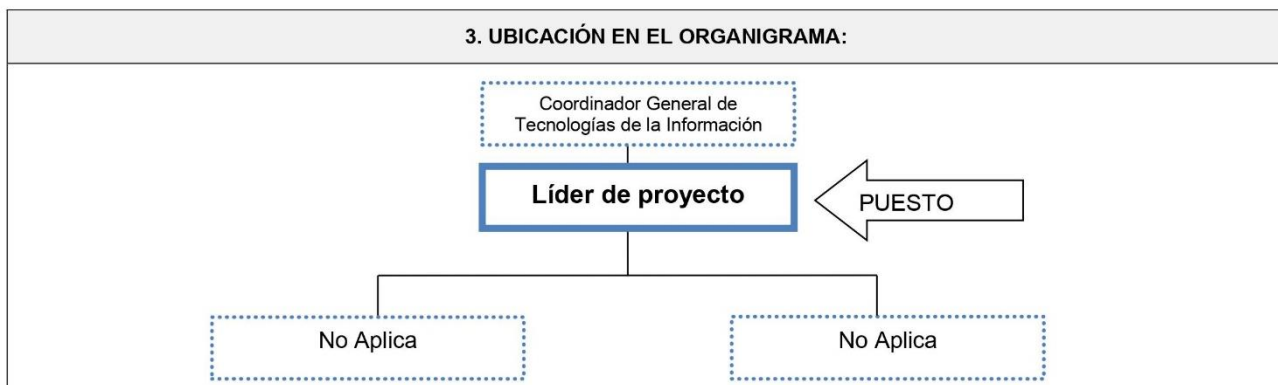 3. UBICACIÓN EN EL ORGANIGRAMA:
Coordinador General de
Tecnologías de la Información
Líder de proyecto
PUESTO
No Aplica
No Aplica